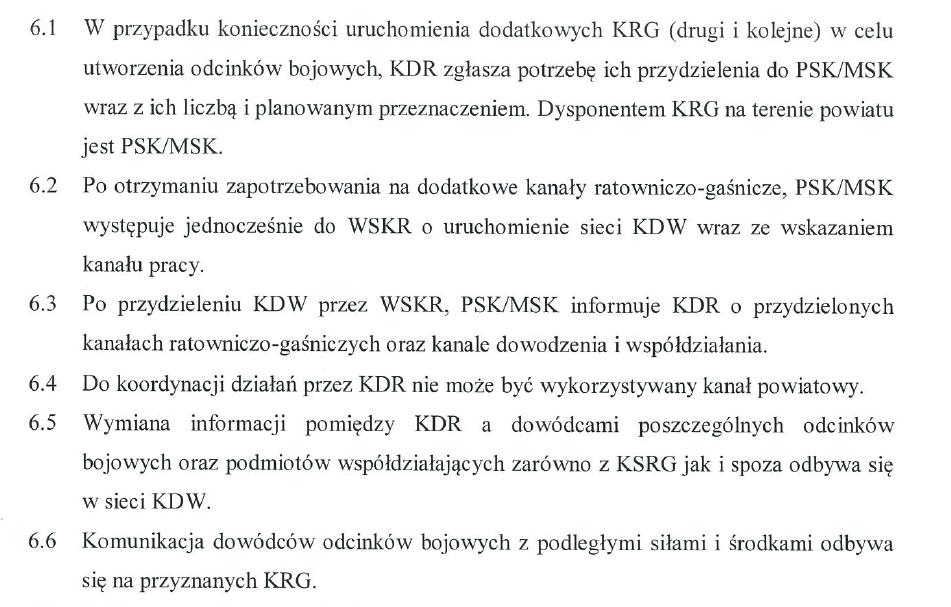 6.1 W przypadku konieczności uruchomienia dodatkowych KRG (drugi i kolejne) w celu
utworzenia odcinków bojowych, KDR zgłasza potrzebę ich przydzielenia do PSK/MSK
wraz z ich liczbą i planowanym przeznaczeniem. Dysponentem KRG na terenie powiatu
jest PSK/MSK.
6.2 Po otrzymaniu zapotrzebowania na dodatkowe kanały ratowniczo-gaśnicze, PSK/MSK
występuje jednocześnie do WSKR o uruchomienie sieci KDW wraz ze wskazaniem
kanału pracy.
6.3 Po przydzieleniu KDW przez WSKR, PSK/MSK informuje KDR o przydzielonych
kanałach ratowniczo-gaśniczych oraz kanale dowodzenia i współdziałania.
6.4 Do koordynacji działań przez KDR nie może być wykorzystywany kanał powiatowy.
6.5 Wymiana informacji pomiędzy KDR a dowódcami poszczególnych odcinków
bojowych oraz podmiotów współdziałających zarówno z KSRG jak i spoza odbywa się
w sieci KDW.
6.6 Komunikacja dowódców odcinków bojowych z podległymi siłami i środkami odbywa
się na przyznanych KRG.